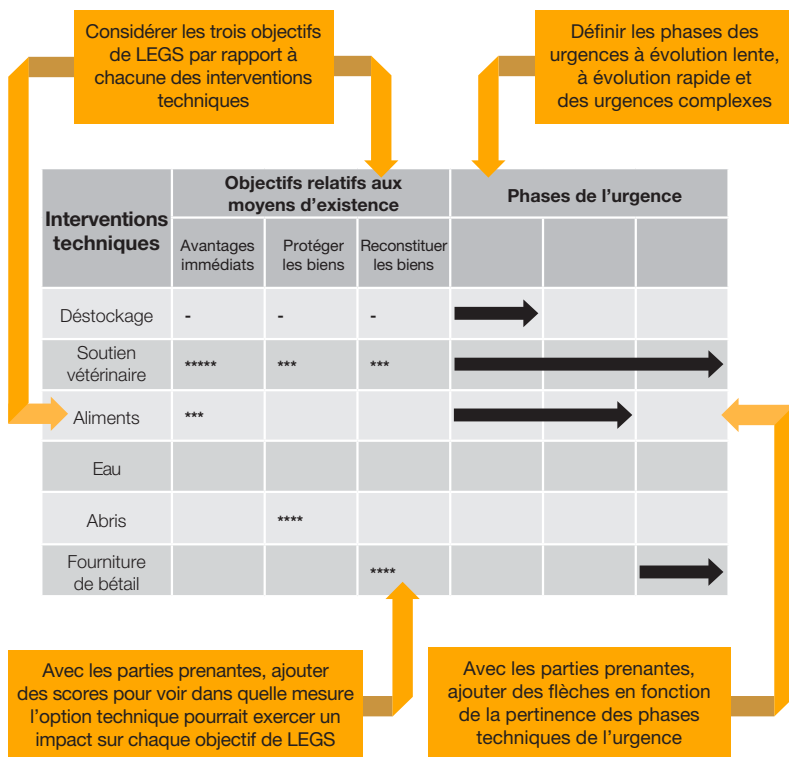 Considérer les trois objectifs
de LEGS par rapport à
chacune des interventions
techniques
Définir les phases des
urgences à évolution lente,
à évolution rapide et
des urgences complexes
Interventions
techniques
Objectifs relatifs aux
moyens d'existence
Phases de l'urgence
Avantages
immédiats
Protéger
les biens
Reconstituer
les biens
Déstockage - - -
Soutien
vétérinaire
***** *** ***
Aliments ***
Eau
Abris ****
Fourniture
de bétail
****
Avec les parties prenantes, ajouter
des scores pour voir dans quelle mesure
l'option technique pourrait exercer un
impact sur chaque objectif de LEGS
Avec les parties prenantes,
ajouter des flèches en fonction
de la pertinence des phases
techniques de l'urgence